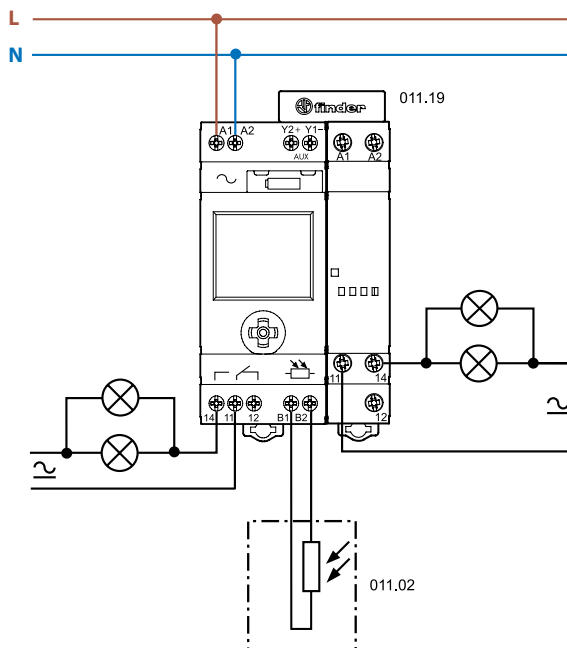 L
N
finder
011.19
A1 A2 Y2+ Y1-
AUX
A1 A2
11 14
12
14 11 12 B1 B2
011.02